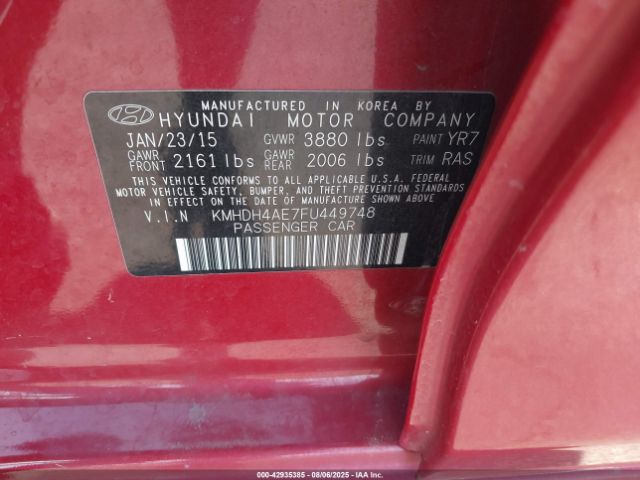 MANUFACTURED IN KOREA BY
HYUNDAI MOTOR COMPANY
JAN/23/15 GVWR 3880 lbs PAINT YR7
GAWR FRONT 2161 lbs GAWR REAR 2006 lbs TRIM RAS
THIS VEHICLE CONFORMS TO ALL APPLICABLE U.S.A. FEDERAL
MOTOR VEHICLE SAFETY, BUMPER, AND THEFT PREVENTION
STANDARDS IN EFFECT ON THE DATE OF MANUFACTURE SHOWN ABOVE
V.I.N KMHDH4AE7FU449748
PASSENGER CAR
000-42935385 - 08/06/2025 - IAA Inc.